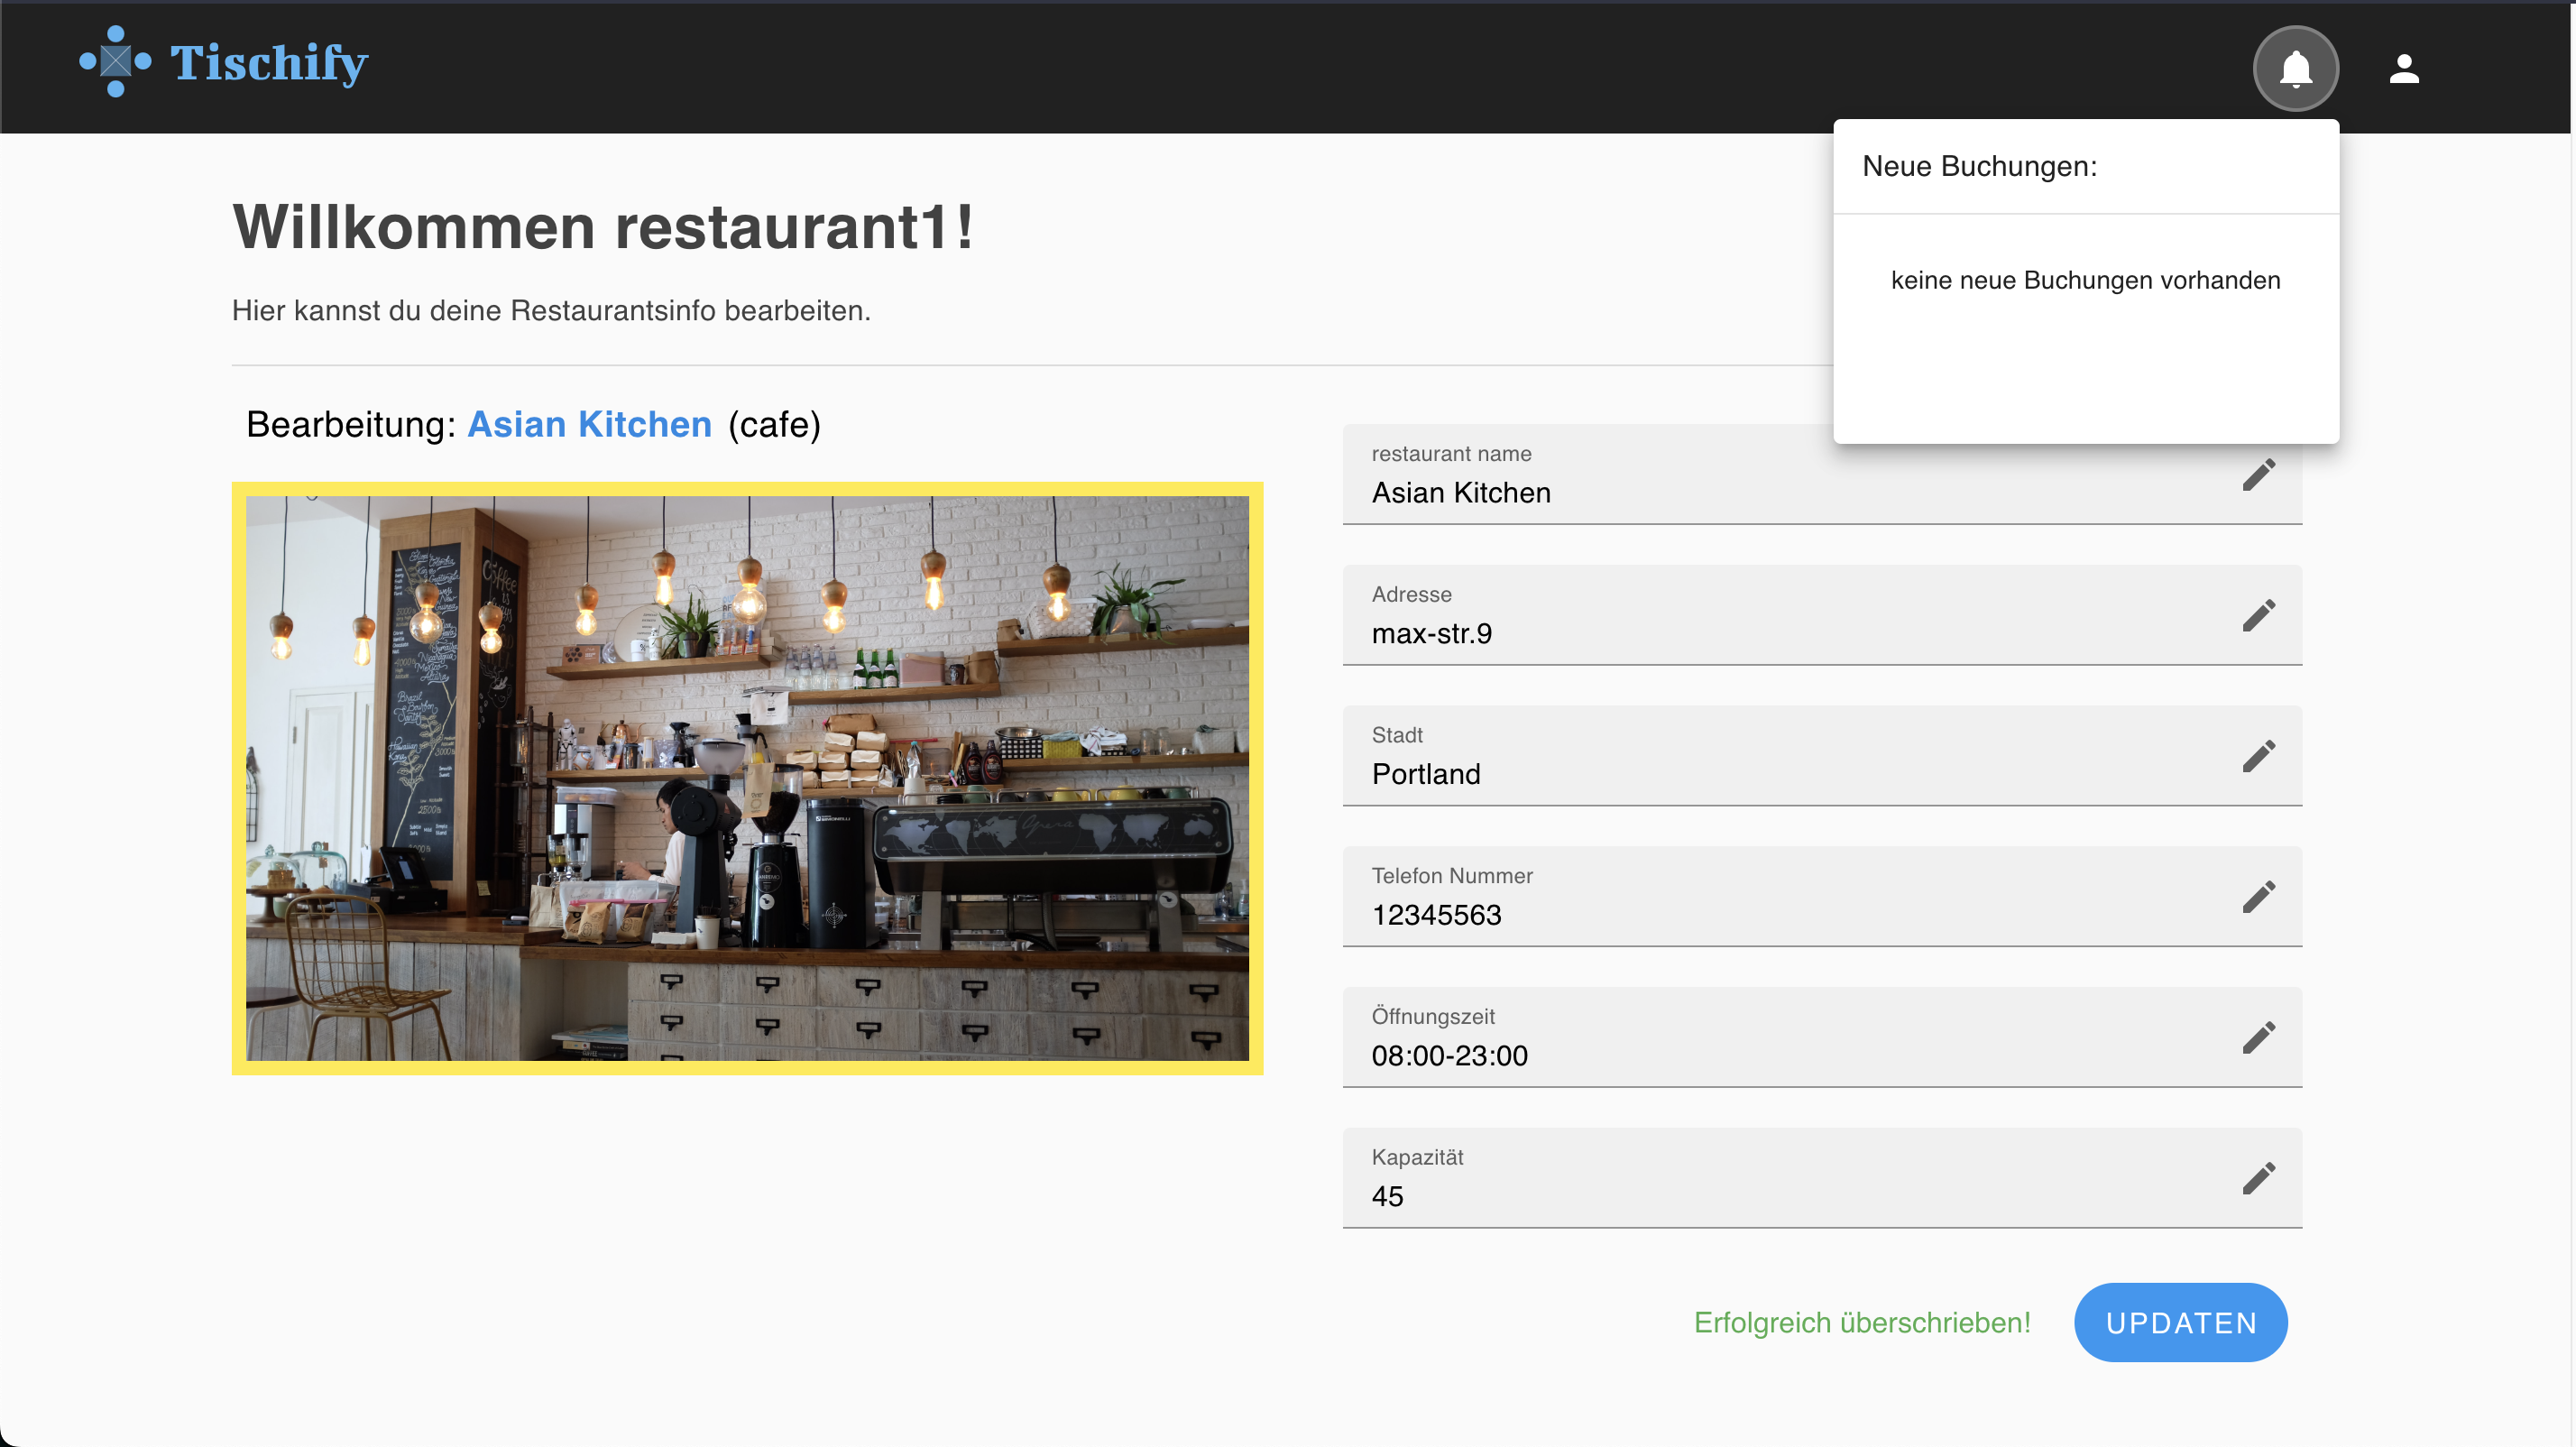 Tischify
Neue Buchungen:
keine neue Buchungen vorhanden
Willkommen restaurant1!
Hier kannst du deine Restaurantsinfo bearbeiten.
Bearbeitung: Asian Kitchen (cafe)
Coffee
restaurant name
Asian Kitchen
Adresse
max-str.9
Stadt
Portland
Telefon Nummer
12345563
Öffnungszeit
08:00-23:00
Kapazität
45
Erfolgreich überschrieben!
UPDATEN